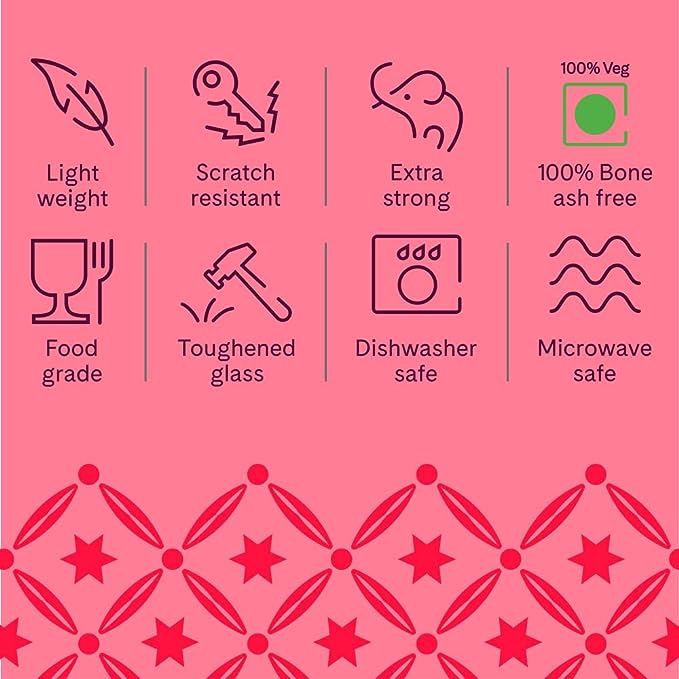 100% Veg
Light
weight
Scratch
resistant
Extra
strong
100% Bone
ash free
Food
grade
Toughened
glass
Dishwasher
safe
Microwave
safe